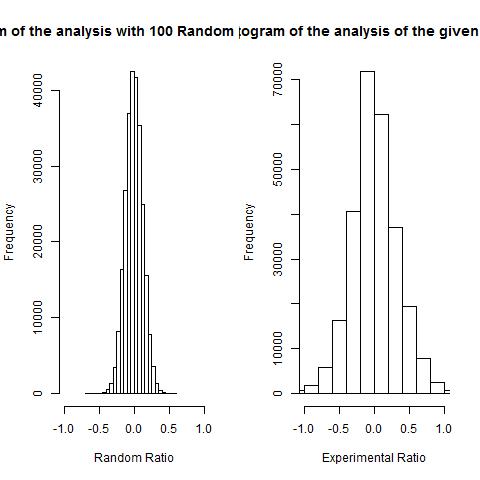 m of the analysis with 100 Random
ogram of the analysis of the given
Frequency
0 10000 20000 30000 40000
-1.0 -0.5 0.0 0.5 1.0
Random Ratio
Frequency
0 10000 30000 50000 70000
-1.0 -0.5 0.0 0.5 1.0
Experimental Ratio